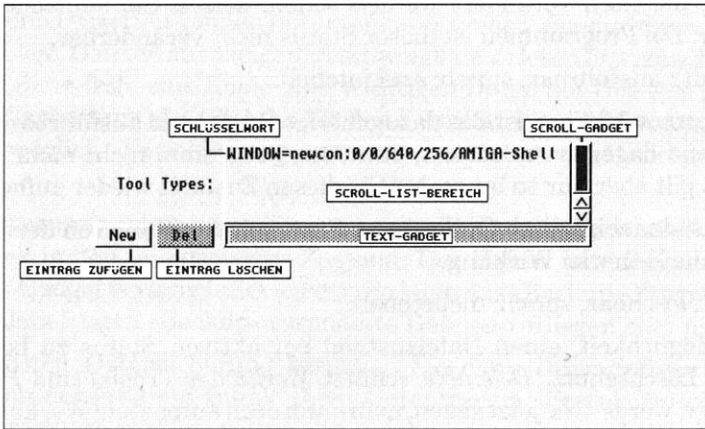 SCHLÜSSELWORT
SCROLL-GADGET
WINDOW=newcon:0/0/640/256/AMIGA-Shell
Tool Types:
SCROLL-LIST-BEREICH
New
Del
TEXT-GADGET
EINTRAG ZUFÜGEN
EINTRAG LÖSCHEN